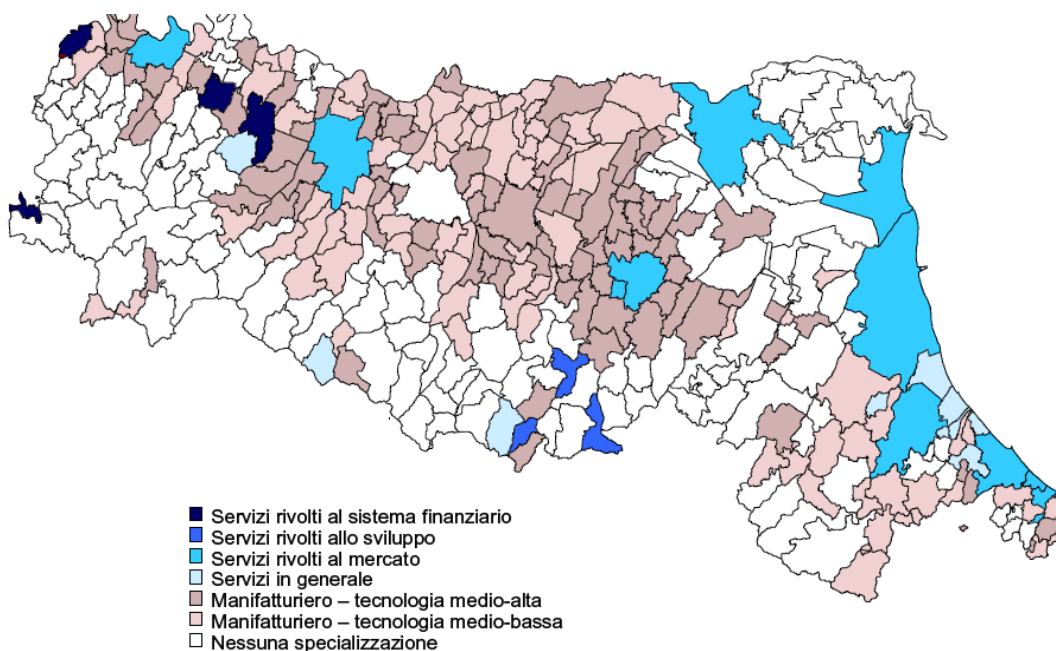 Servizi rivolti al sistema finanziario
Servizi rivolti allo sviluppo
Servizi rivolti al mercato
Servizi in generale
Manifatturiero – tecnologia medio-alta
Manifatturiero – tecnologia medio-bassa
Nessuna specializzazione